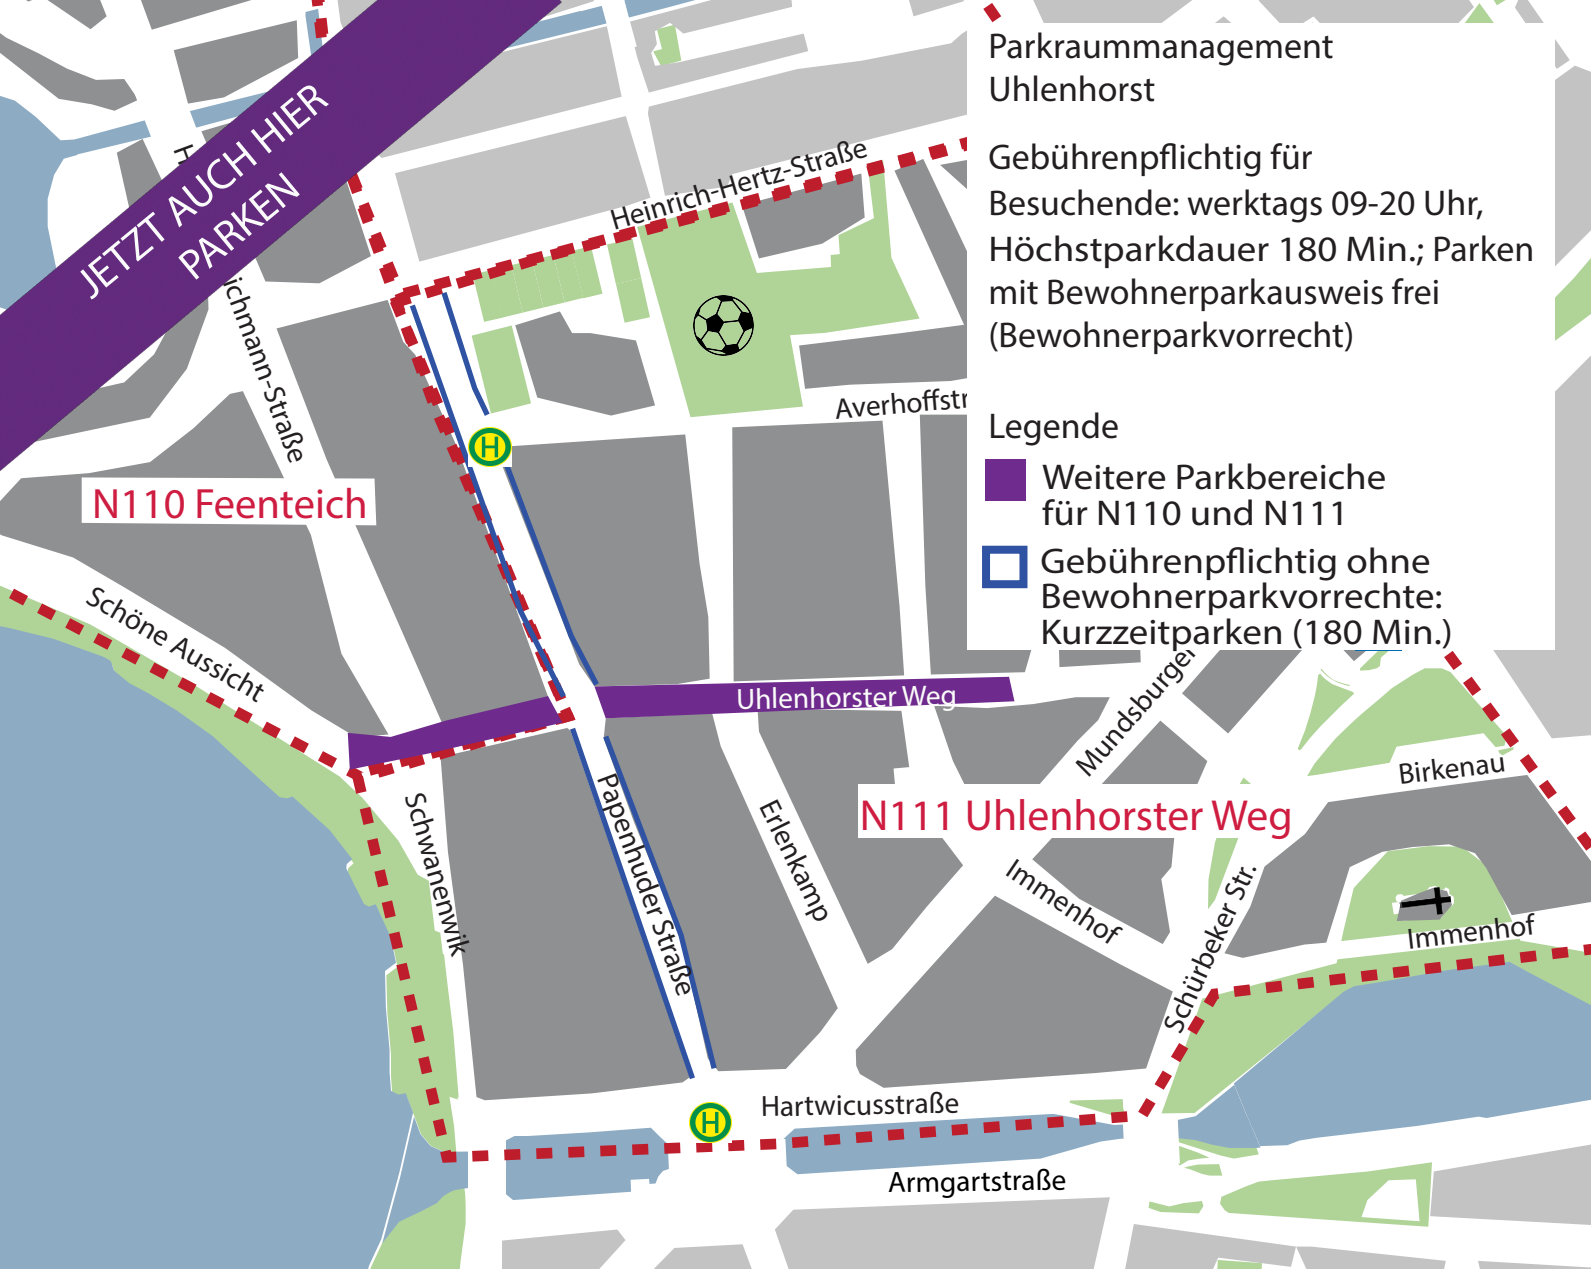 JETZT AUCH HIER
PARKEN
Parkraummanagement
Uhlenhorst
Gebührenpflichtig für
Besuchende: werktags 09-20 Uhr,
Höchstparkdauer 180 Min.; Parken
mit Bewohnerparkausweis frei
(Bewohnerparkvorrecht)
Legende
Weitere Parkbereiche
für N110 und N111
Gebührenpflichtig ohne
Bewohnerparkvorrechte:
Kurzzeitparken (180 Min.)
H
ichmann-Straße
Heinrich-Hertz-Straße
Averhoffstr
H
N110 Feenteich
Schöne Aussicht
Uhlenhorster Weg
Mundsburger
Birkenau
N111 Uhlenhorster Weg
Papenhuder Straße
Schwanenwik
Erlenkamp
Immenhof
Schürbeker Str.
Immenhof
Hartwicusstraße
H
Armgartstraße